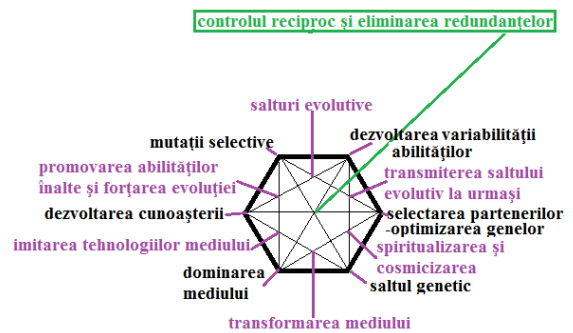 controlul reciproc și eliminarea redundanțelor
salturi evolutive
mutații selective
dezvoltarea variabilității
abilităților
promovarea abilităților
înalte și forțarea evoluției
transmiterea saltului
evolutiv la urmași
dezvoltarea cunoașterii
selectarea partenerilor
-optimizarea genelor
imitarea tehnologiilor mediului
spiritualizarea și
cosmicizarea
dominarea
mediului
saltul genetic
transformarea mediului